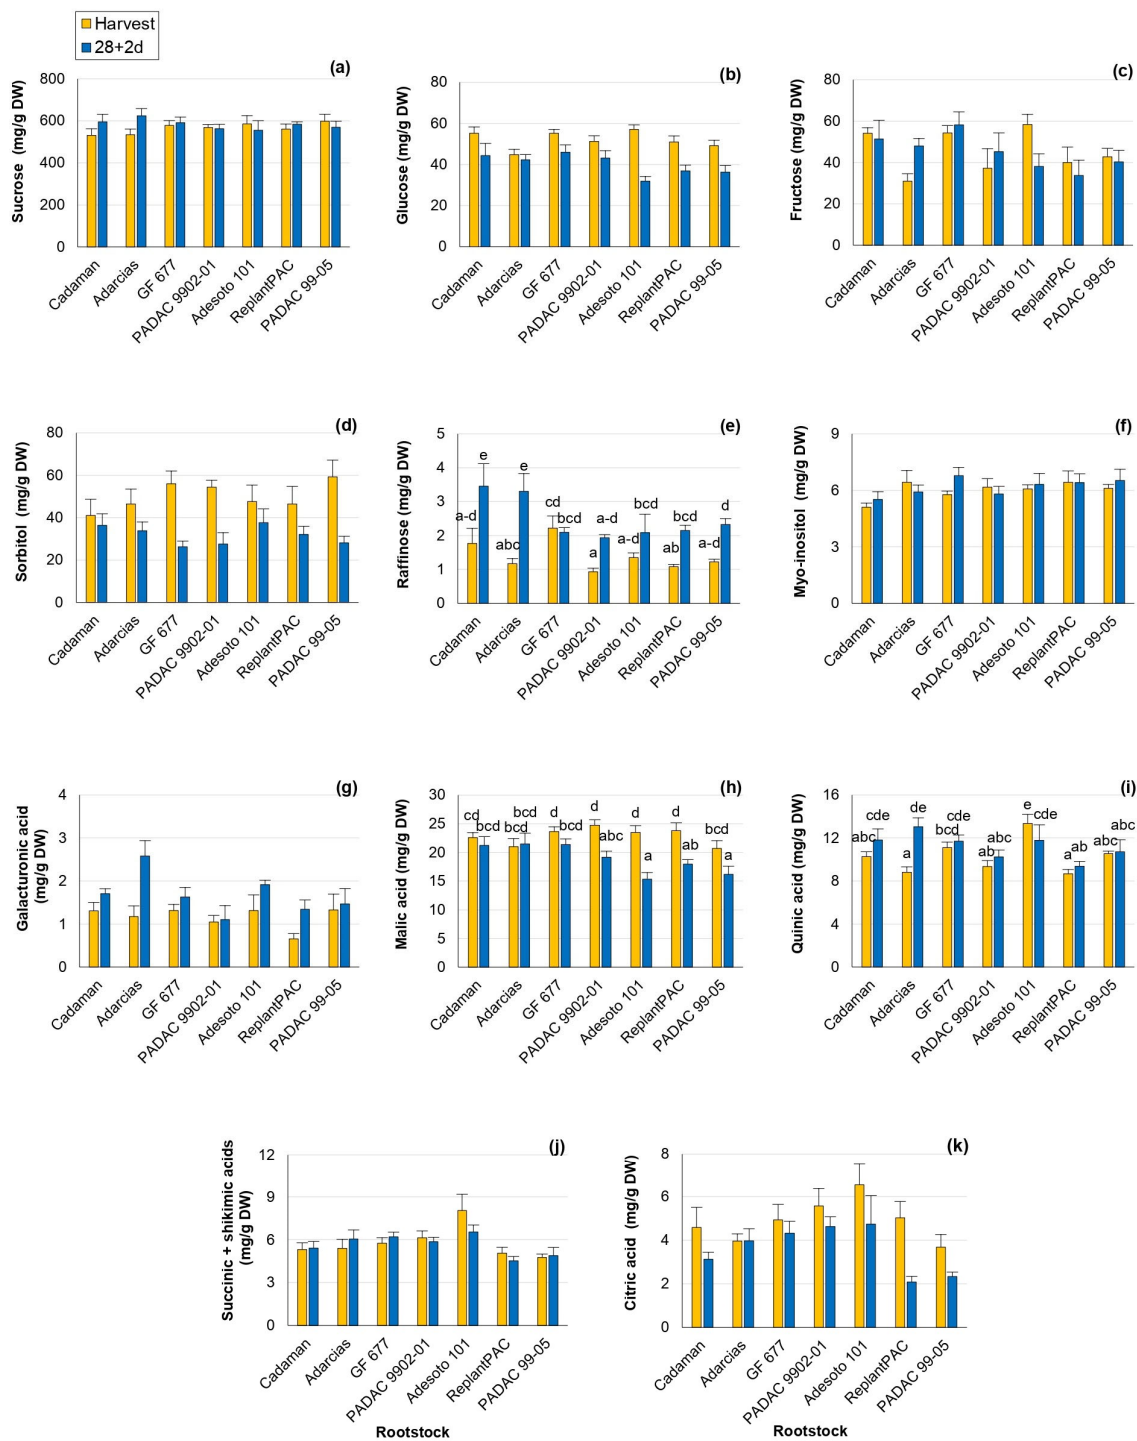 Harvest
28+2d
(a)
Sucrose (mg/g DW)
800
600
400
200
0
Cadaman
Adarcias
GF 677
PADAC 9902-01
Adesoto 101
ReplantPAC
PADAC 99-05
(b)
Glucose (mg/g DW)
80
60
40
20
0
Cadaman
Adarcias
GF 677
PADAC 9902-01
Adesoto 101
ReplantPAC
PADAC 99-05
(c)
Fructose (mg/g DW)
80
60
40
20
0
Cadaman
Adarcias
GF 677
PADAC 9902-01
Adesoto 101
ReplantPAC
PADAC 99-05
(d)
Sorbitol (mg/g DW)
80
60
40
20
0
Cadaman
Adarcias
GF 677
PADAC 9902-01
Adesoto 101
ReplantPAC
PADAC 99-05
(e)
Raffinose (mg/g DW)
5
4
3
2
1
0
a-d e abc e cd bcd a a-d a-d bcd ab bcd a-d d
Cadaman
Adarcias
GF 677
PADAC 9902-01
Adesoto 101
ReplantPAC
PADAC 99-05
(f)
Myo-inositol (mg/g DW)
9
6
3
0
Cadaman
Adarcias
GF 677
PADAC 9902-01
Adesoto 101
ReplantPAC
PADAC 99-05
(g)
Galacturonic acid
(mg/g DW)
4
3
2
1
0
Cadaman
Adarcias
GF 677
PADAC 9902-01
Adesoto 101
ReplantPAC
PADAC 99-05
(h)
Malic acid (mg/g DW)
30
25
20
15
10
5
0
cd bcd bcd bcd d bcd d abc d a d ab bcd a
Cadaman
Adarcias
GF 677
PADAC 9902-01
Adesoto 101
ReplantPAC
PADAC 99-05
(i)
Quinic acid (mg/g DW)
16
12
8
4
0
abc cde a de bcd cde ab abc e cde a ab abc abc
Cadaman
Adarcias
GF 677
PADAC 9902-01
Adesoto 101
ReplantPAC
PADAC 99-05
(j)
Succinic + shikimic acids
(mg/g DW)
12
9
6
3
0
Cadaman
Adarcias
GF 677
PADAC 9902-01
Adesoto 101
ReplantPAC
PADAC 99-05
Rootstock
(k)
Citric acid (mg/g DW)
8
6
4
2
0
Cadaman
Adarcias
GF 677
PADAC 9902-01
Adesoto 101
ReplantPAC
PADAC 99-05
Rootstock